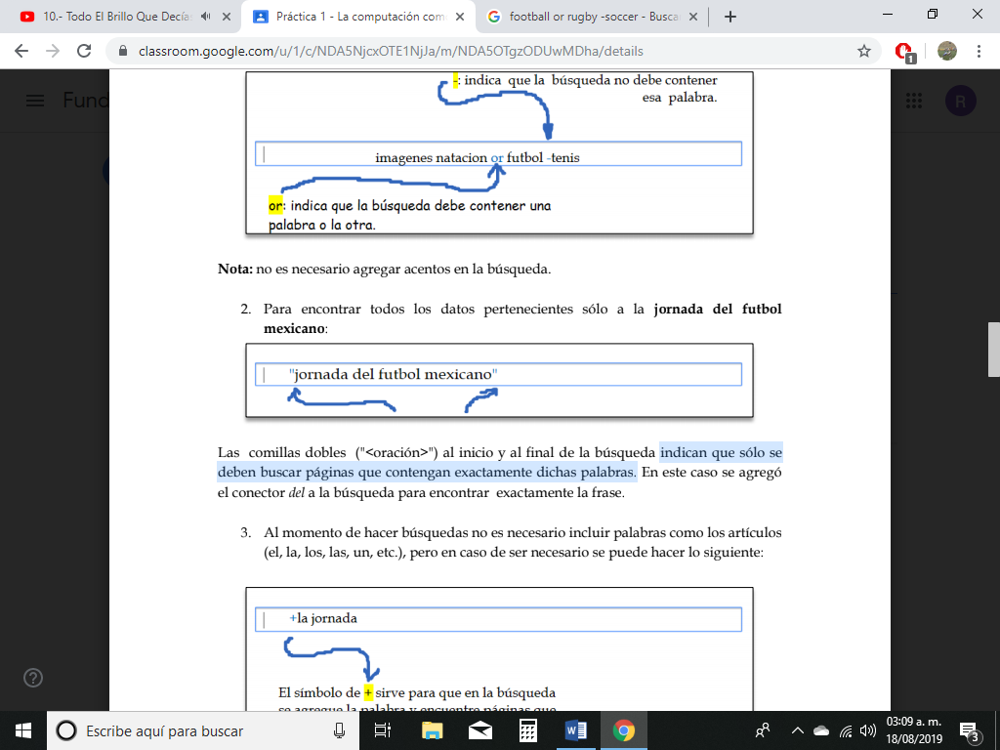 10.- Todo El Brillo Que Decía
Práctica 1 - La computación com
football or rugby -soccer - Busca
classroom.google.com/u/1/c/NDA5NjcxOTE1NjJa/m/NDA5OTgzODUwMDha/details
1
Fund
R
-: indica que la búsqueda no debe contener
esa palabra.
imagenes natacion or futbol -tenis
or: indica que la búsqueda debe contener una
palabra o la otra.
Nota: no es necesario agregar acentos en la búsqueda.
2. Para encontrar todos los datos pertenecientes sólo a la jornada del futbol
mexicano:
"jornada del futbol mexicano"
Las comillas dobles ("<oración>") al inicio y al final de la búsqueda indican que sólo se
deben buscar páginas que contengan exactamente dichas palabras. En este caso se agregó
el conector del a la búsqueda para encontrar exactamente la frase.
3. Al momento de hacer búsquedas no es necesario incluir palabras como los artículos
(el, la, los, las, un, etc.), pero en caso de ser necesario se puede hacer lo siguiente:
+la jornada
El símbolo de + sirve para que en la búsqueda
se agregue la palabra y encuentre páginas que
Escribe aquí para buscar
03:09 a. m.
18/08/2019
3